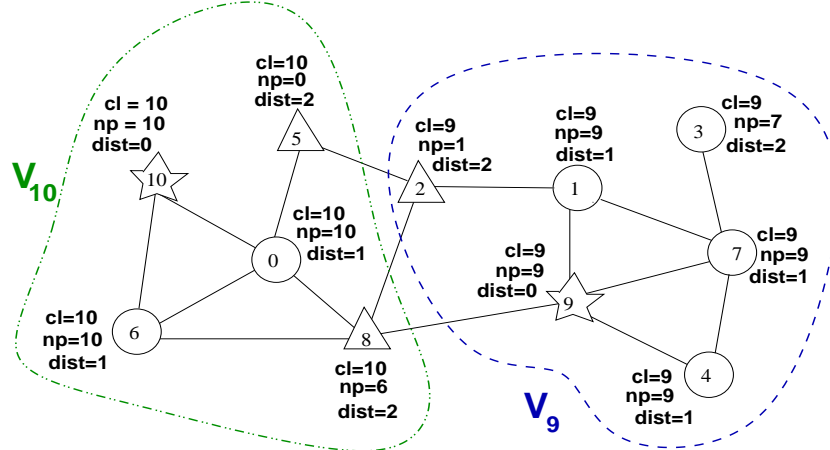 cl=10
np=0
dist=2
5
cl = 10
np = 10
dist=0
10
V10
cl=10
np=10
dist=1
0
cl=10
np=10
dist=1
6
8
cl=10
np=6
dist=2
cl=9
np=1
dist=2
2
cl=9
np=9
dist=1
1
cl=9
np=7
dist=2
3
cl=9
np=9
dist=0
9
cl=9
np=9
dist=1
7
cl=9
np=9
dist=1
4
V9